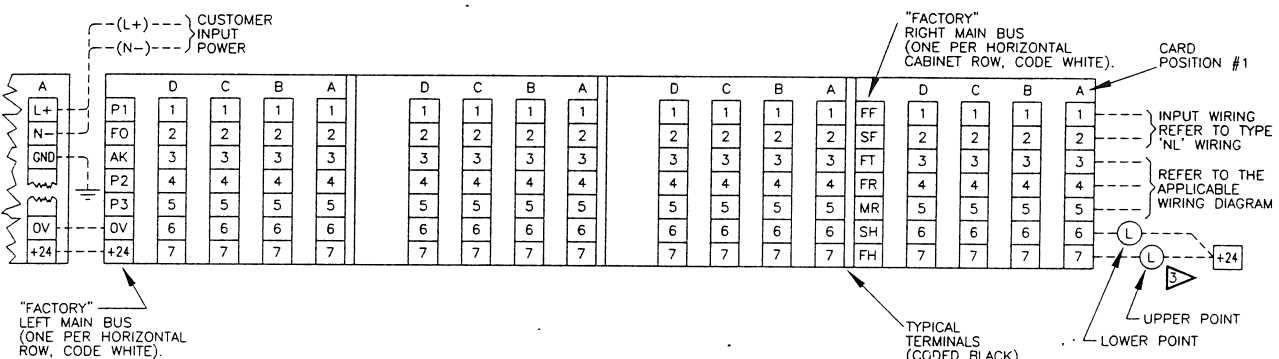 (L+) CUSTOMER
INPUT
(N-) POWER
"FACTORY"
RIGHT MAIN BUS
(ONE PER HORIZONTAL
CABINET ROW, CODE WHITE).
CARD
POSITION #1
A D C B A D C B A D C B A D C B A
L+ P1 1 1 1 1 1 1 1 1 1 1 1 1 FF 1 1 1 1
N- FO 2 2 2 2 2 2 2 2 2 2 2 2 SF 2 2 2 2
GND AK 3 3 3 3 3 3 3 3 3 3 3 3 FT 3 3 3 3
P2 4 4 4 4 4 4 4 4 4 4 4 4 FR 4 4 4 4
P3 5 5 5 5 5 5 5 5 5 5 5 5 MR 5 5 5 5
0V 0V 6 6 6 6 6 6 6 6 6 6 6 6 SH 6 6 6 6 L
+24 +24 7 7 7 7 7 7 7 7 7 7 7 7 FH 7 7 7 7 L +24
3
INPUT WIRING
REFER TO TYPE
'NL' WIRING
REFER TO THE
APPLICABLE
WIRING DIAGRAM
"FACTORY"
LEFT MAIN BUS
(ONE PER HORIZONTAL
ROW, CODE WHITE).
TYPICAL
TERMINALS
(CODED BLACK)
UPPER POINT
LOWER POINT